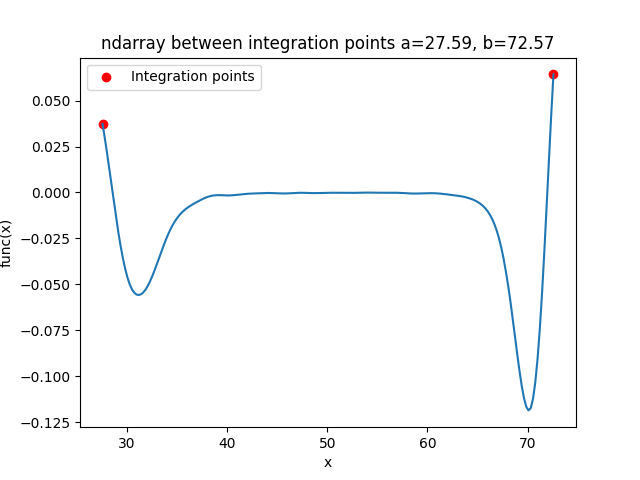 ndarray between integration points a=27.59, b=72.57
Integration points
0.050
0.025
0.000
−0.025
−0.050
−0.075
−0.100
−0.125
func(x)
30 40 50 60 70
x